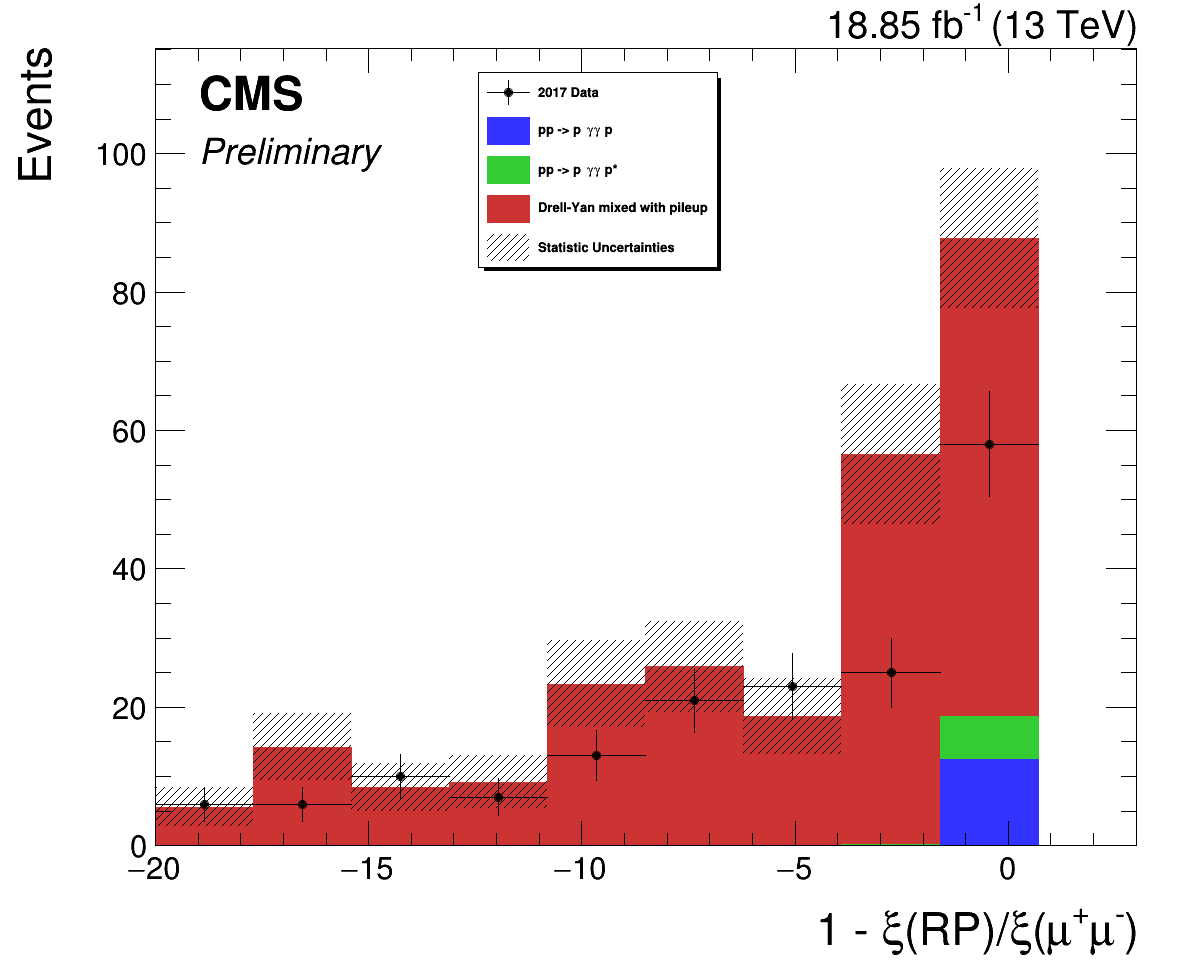 18.85 fb⁻¹ (13 TeV)
Events
CMS
Preliminary
2017 Data
pp -> p γγ p
pp -> p γγ p*
Drell-Yan mixed with pileup
Statistic Uncertainties
100
80
60
40
20
0
−20 −15 −10 −5 0
1 - ξ(RP)/ξ(μ⁺μ⁻)